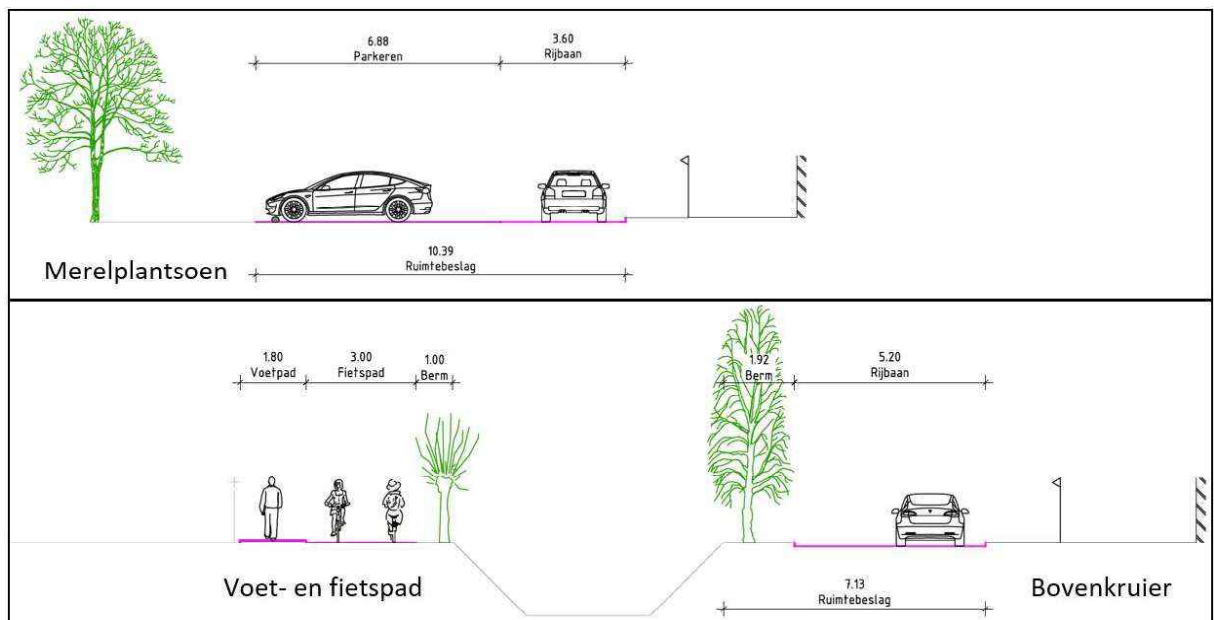 6.88
Parkeren
3.60
Rijbaan
10.39
Ruimtebeslag
Merelplantsoen
1.80
Voetpad
3.00
Fietspad
1.00
Berm
1.92
Berm
5.20
Rijbaan
Voet- en fietspad
7.13
Ruimtebeslag
Bovenkruier